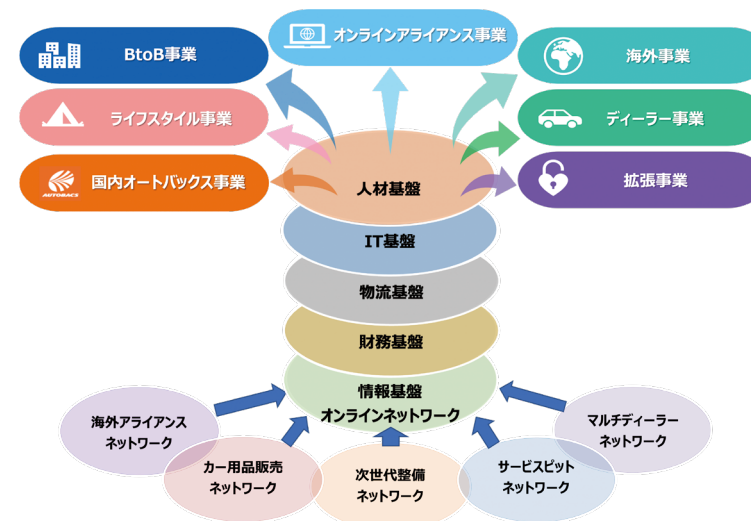 オンラインアライアンス事業
BtoB事業
海外事業
ライフスタイル事業
ディーラー事業
AUTOBACS
国内オートバックス事業
拡張事業
人材基盤
IT基盤
物流基盤
財務基盤
情報基盤
オンラインネットワーク
海外アライアンス
ネットワーク
マルチディーラー
ネットワーク
カー用品販売
ネットワーク
次世代整備
ネットワーク
サービスピット
ネットワーク